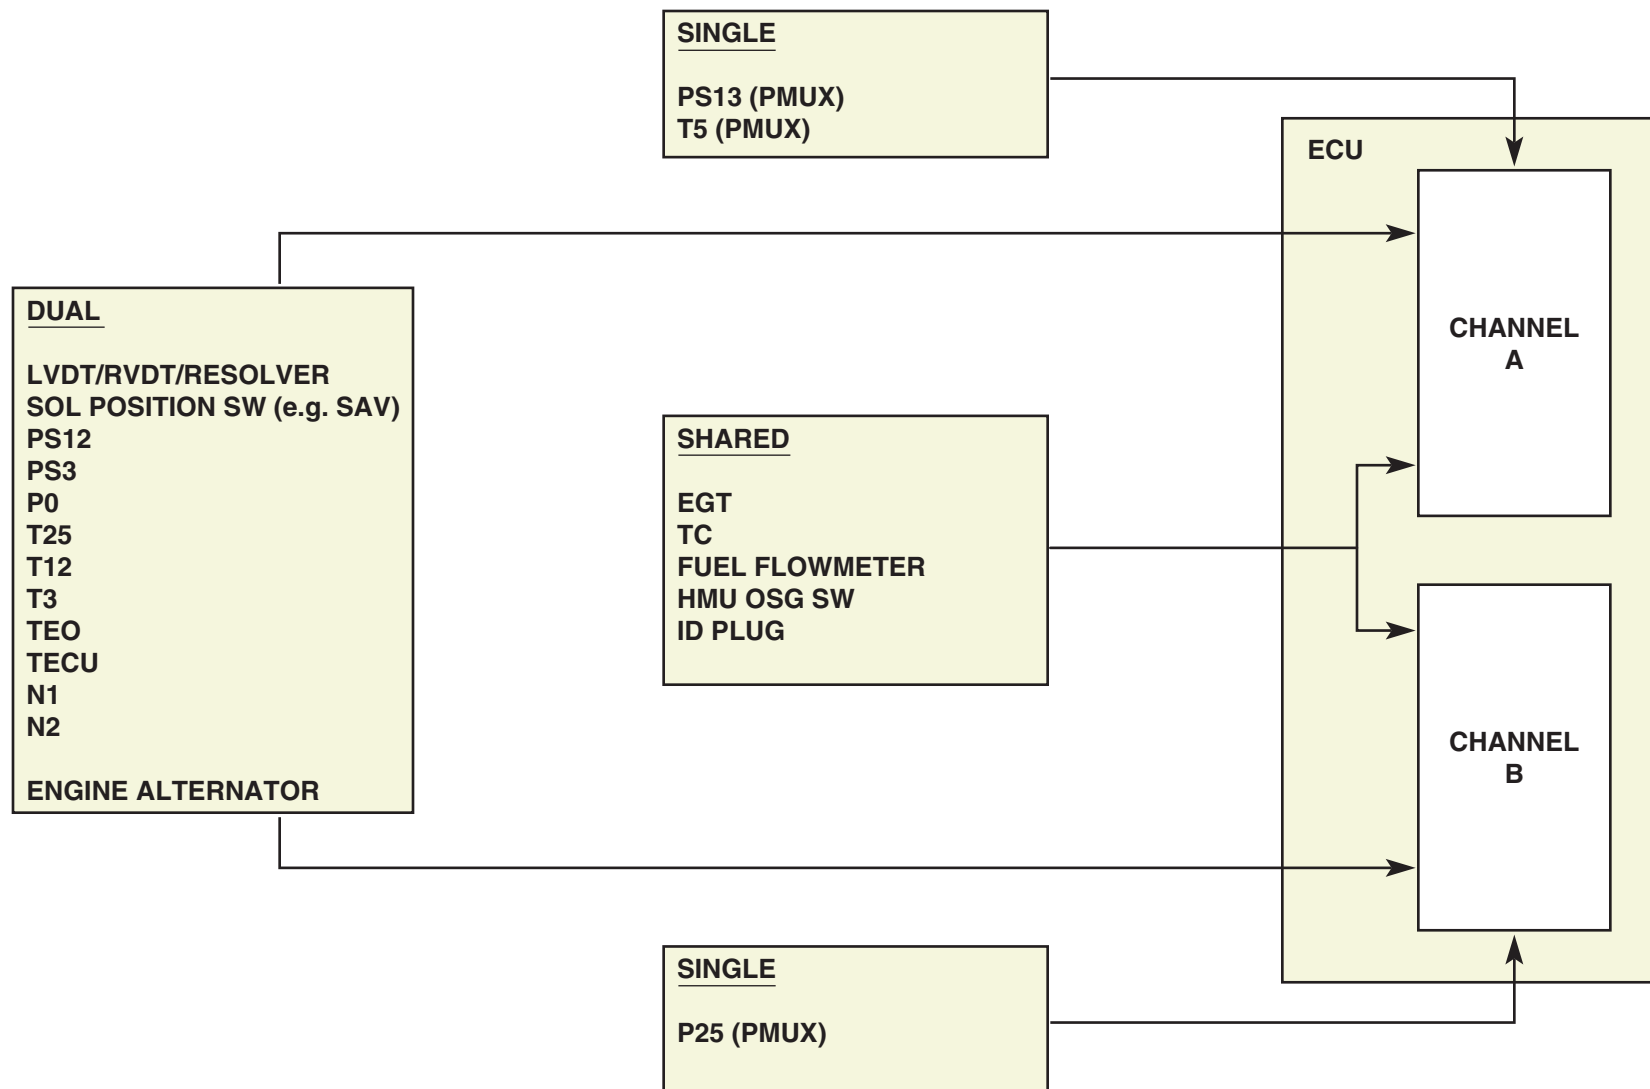 SINGLE
PS13 (PMUX)
T5 (PMUX)
ECU
CHANNEL
A
DUAL
LVDT/RVDT/RESOLVER
SOL POSITION SW (e.g. SAV)
PS12
PS3
P0
T25
T12
T3
TEO
TECU
N1
N2
ENGINE ALTERNATOR
SHARED
EGT
TC
FUEL FLOWMETER
HMU OSG SW
ID PLUG
CHANNEL
B
SINGLE
P25 (PMUX)